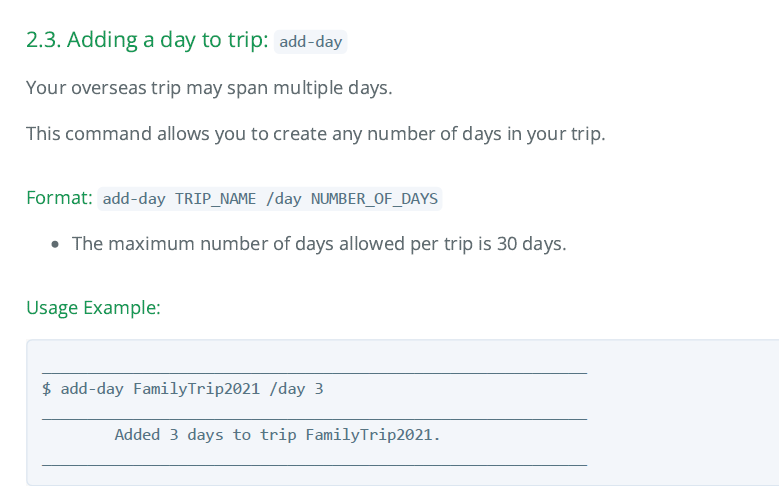 2.3. Adding a day to trip: add-day
Your overseas trip may span multiple days.
This command allows you to create any number of days in your trip.
Format: add-day TRIP_NAME /day NUMBER_OF_DAYS
• The maximum number of days allowed per trip is 30 days.
Usage Example:
$ add-day FamilyTrip2021 /day 3
Added 3 days to trip FamilyTrip2021.